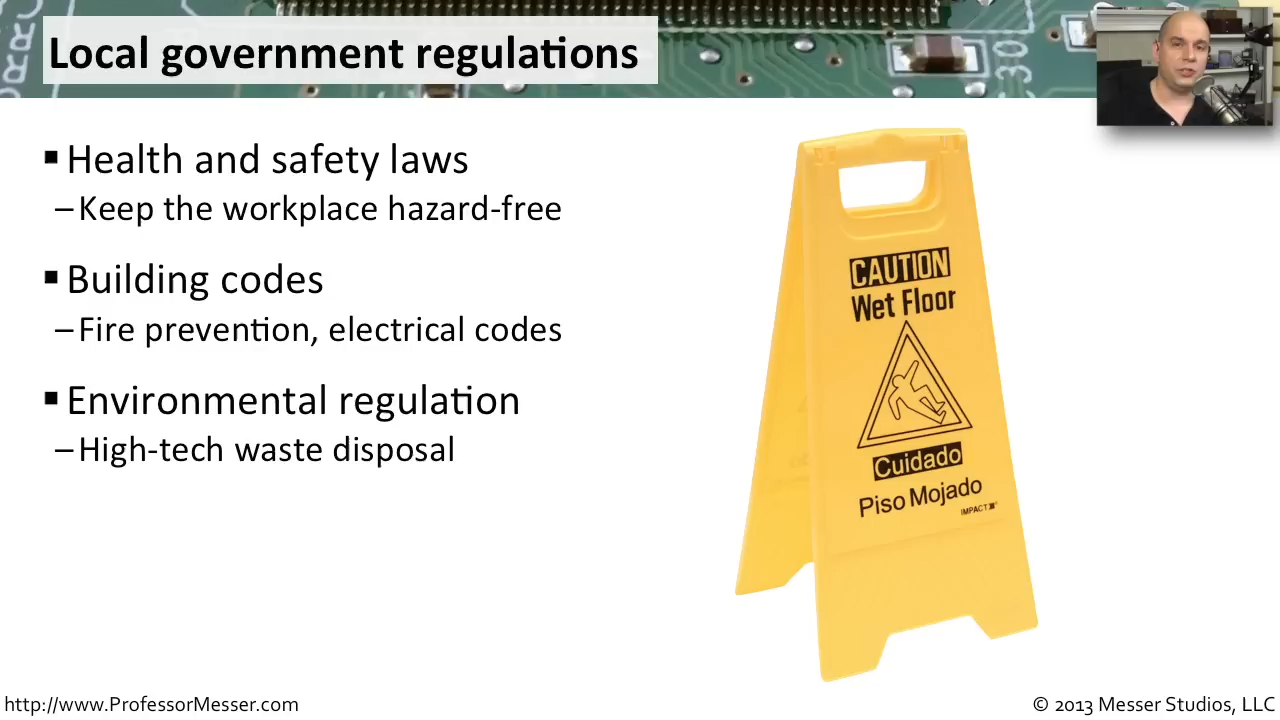 Local government regulations
▪ Health and safety laws
– Keep the workplace hazard-free
▪ Building codes
– Fire prevention, electrical codes
▪ Environmental regulation
– High-tech waste disposal
CAUTION
Wet Floor
Cuidado
Piso Mojado
IMPACT
http://www.ProfessorMesser.com
© 2013 Messer Studios, LLC